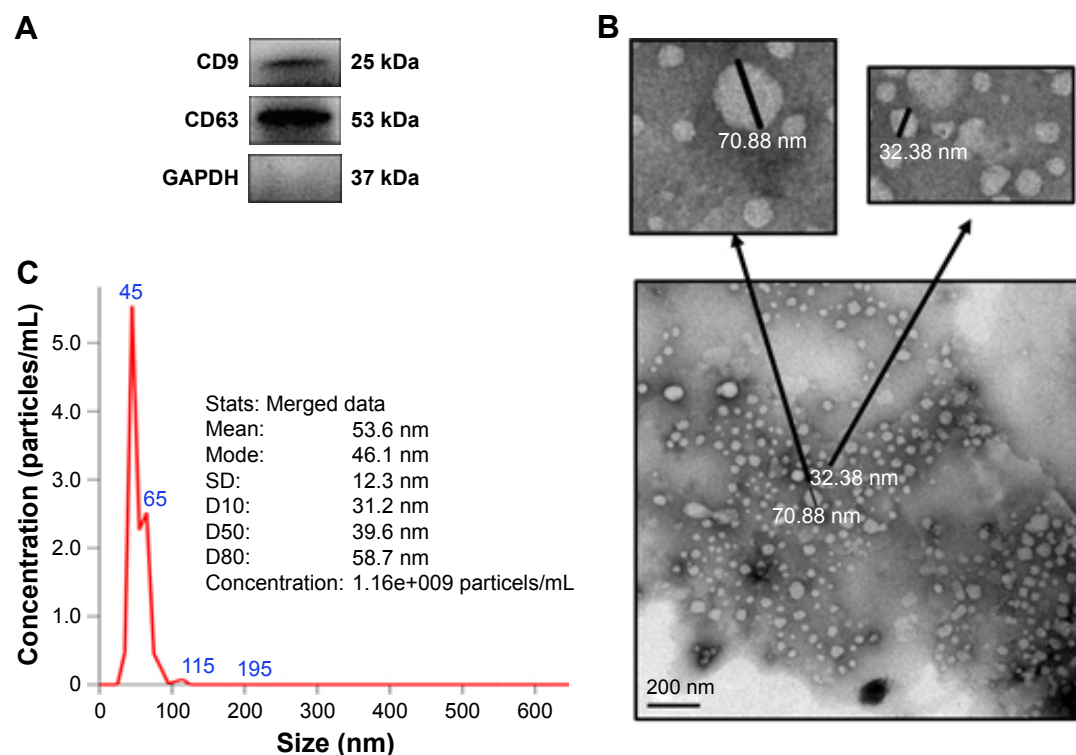 A
CD9 25 kDa
CD63 53 kDa
GAPDH 37 kDa
B
70.88 nm
32.38 nm
32.38 nm
70.88 nm
200 nm
C
Concentration (particles/mL)
5.0
4.0
3.0
2.0
1.0
0
45
65
115
195
Stats: Merged data
Mean: 53.6 nm
Mode: 46.1 nm
SD: 12.3 nm
D10: 31.2 nm
D50: 39.6 nm
D80: 58.7 nm
Concentration: 1.16e+009 particels/mL
0 100 200 300 400 500 600
Size (nm)